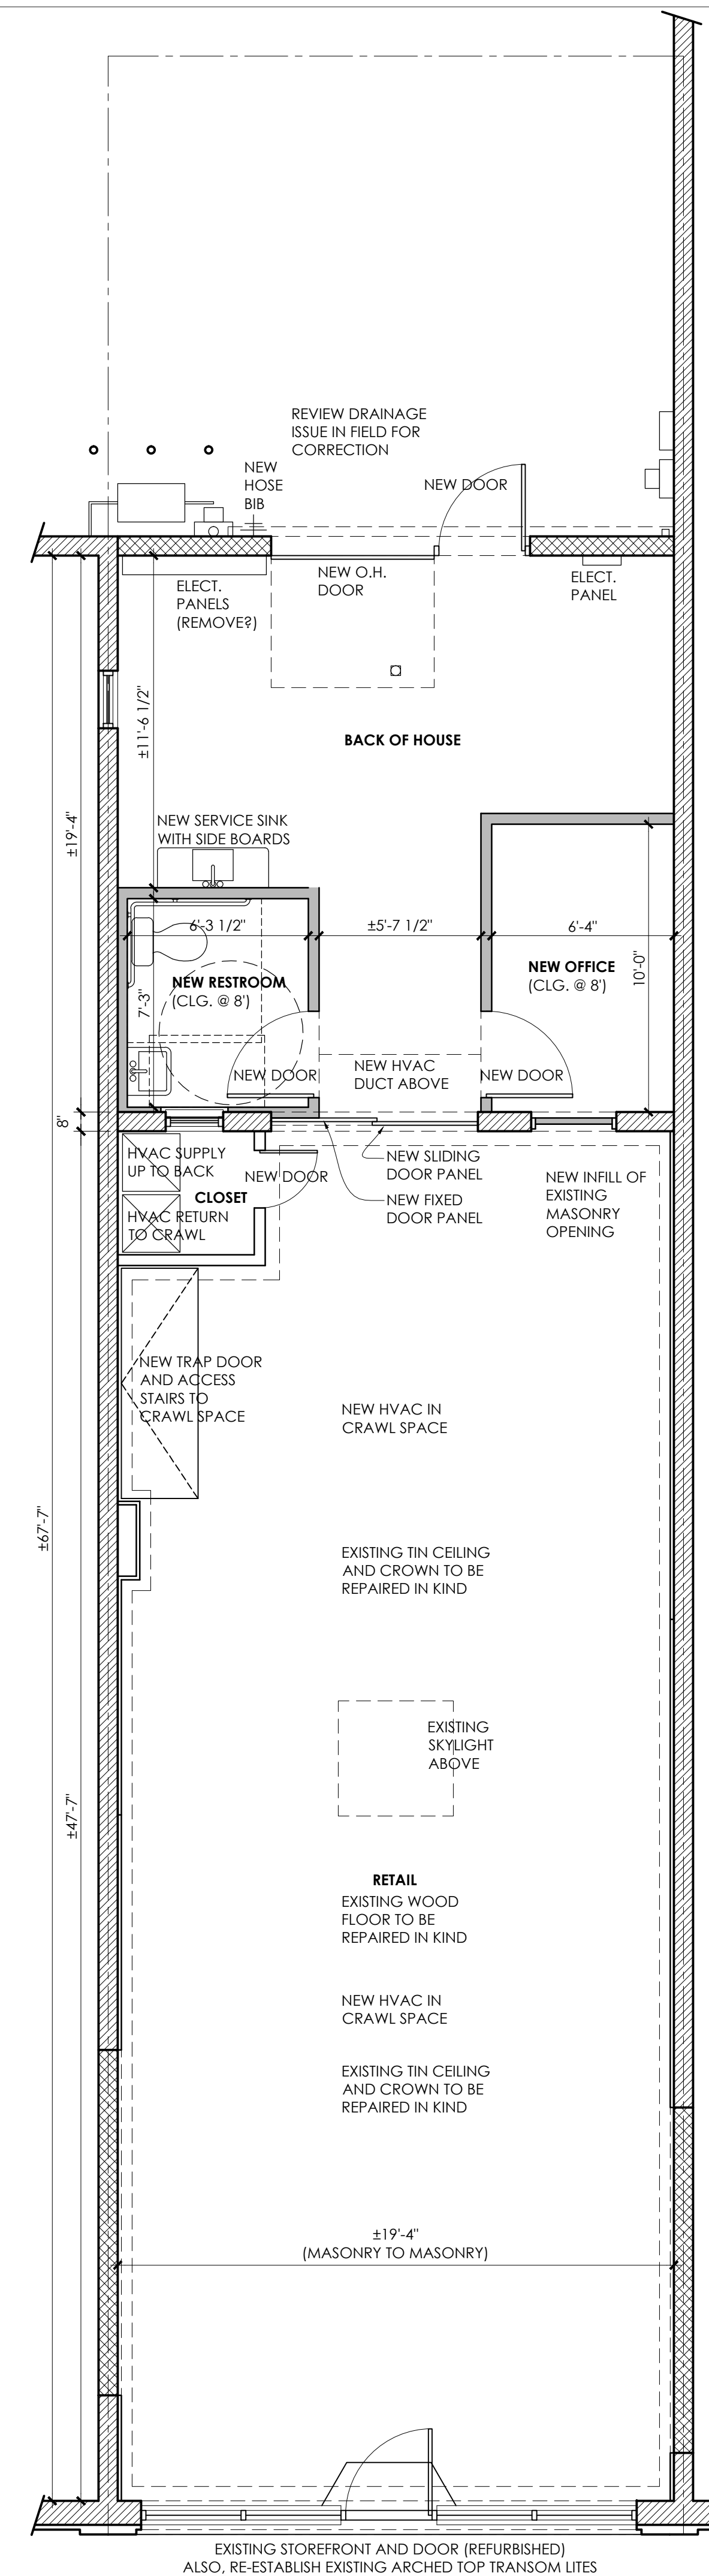 REVIEW DRAINAGE
ISSUE IN FIELD FOR
CORRECTION
NEW
HOSE
BIB
NEW DOOR
ELECT.
PANELS
(REMOVE?)
NEW O.H.
DOOR
ELECT.
PANEL
±11'-6 1/2"
BACK OF HOUSE
±19'-4"
NEW SERVICE SINK
WITH SIDE BOARDS
6'-3 1/2"
±5'-7 1/2"
6'-4"
NEW RESTROOM
(CLG. @ 8')
7'-3"
NEW OFFICE
(CLG. @ 8')
10'-0"
NEW DOOR
NEW HVAC
DUCT ABOVE
NEW DOOR
8"
HVAC SUPPLY
UP TO BACK
NEW DOOR
CLOSET
HVAC RETURN
TO CRAWL
NEW SLIDING
DOOR PANEL
NEW FIXED
DOOR PANEL
NEW INFILL OF
EXISTING
MASONRY
OPENING
NEW TRAP DOOR
AND ACCESS
STAIRS TO
CRAWL SPACE
NEW HVAC IN
CRAWL SPACE
±67'-7"
EXISTING TIN CEILING
AND CROWN TO BE
REPAIRED IN KIND
EXISTING
SKYLIGHT
ABOVE
±47'-7"
RETAIL
EXISTING WOOD
FLOOR TO BE
REPAIRED IN KIND
NEW HVAC IN
CRAWL SPACE
EXISTING TIN CEILING
AND CROWN TO BE
REPAIRED IN KIND
±19'-4"
(MASONRY TO MASONRY)
EXISTING STOREFRONT AND DOOR (REFURBISHED)
ALSO, RE-ESTABLISH EXISTING ARCHED TOP TRANSOM LITES